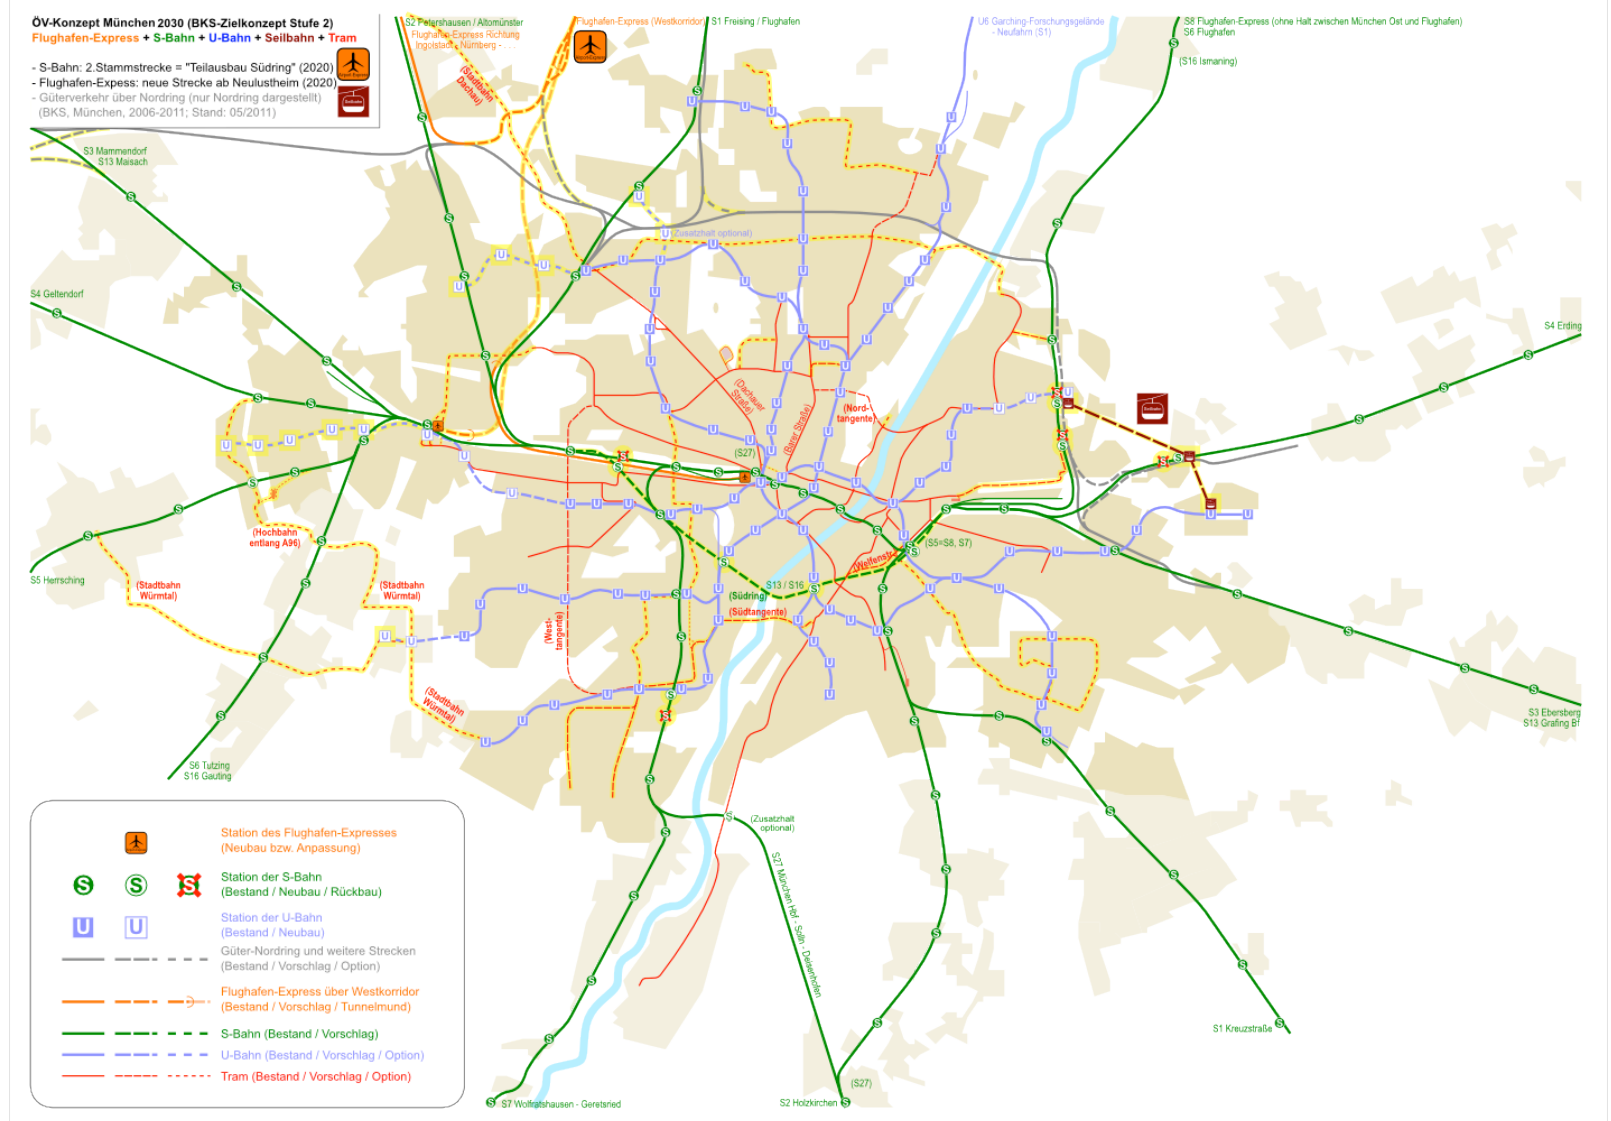 ÖV-Konzept München 2030 (BKS-Zielkonzept Stufe 2)
Flughafen-Express + S-Bahn + U-Bahn + Seilbahn + Tram
- S-Bahn: 2.Stammstrecke = "Teilausbau Südring" (2020)
- Flughafen-Expess: neue Strecke ab Neulustheim (2020)
- Güterverkehr über Nordring (nur Nordring dargestellt)
(BKS, München, 2006-2011; Stand: 05/2011)
S2 Petershausen / Altomünster
Flughafen-Express Richtung
Ingolstadt - Nürnberg - . . .
Flughafen-Express (Westkorridor)
S1 Freising / Flughafen
U6 Garching-Forschungsgelände
- Neufahrn (S1)
S8 Flughafen-Express (ohne Halt zwischen München Ost und Flughafen)
S6 Flughafen
(S16 Ismaning)
(Stadtbahn
Dachau)
S3 Mammendorf
S13 Maisach
(Zusatzhalt optional)
S4 Geltendorf
S4 Erding
(Dachauer
Straße)
(Barer Straße)
(Nord-
tangente)
(S27)
(Hochbahn
entlang A96)
(S5=S8, S7)
(Welfenstr.)
S5 Herrsching
(Stadtbahn
Würmtal)
(Stadtbahn
Würmtal)
S13 / S16
(Südring)
(Südtangente)
(West-
tangente)
(Stadtbahn
Würmtal)
S3 Ebersberg
S13 Grafing Bf
S6 Tutzing
S16 Gauting
(Zusatzhalt
optional)
S27 München Hbf - Solln - Deisenhofen
S1 Kreuzstraße
(S27)
S7 Wolfratshausen - Geretsried
S2 Holzkirchen
Station des Flughafen-Expresses
(Neubau bzw. Anpassung)
Station der S-Bahn
(Bestand / Neubau / Rückbau)
Station der U-Bahn
(Bestand / Neubau)
Güter-Nordring und weitere Strecken
(Bestand / Vorschlag / Option)
Flughafen-Express über Westkorridor
(Bestand / Vorschlag / Tunnelmund)
S-Bahn (Bestand / Vorschlag)
U-Bahn (Bestand / Vorschlag / Option)
Tram (Bestand / Vorschlag / Option)